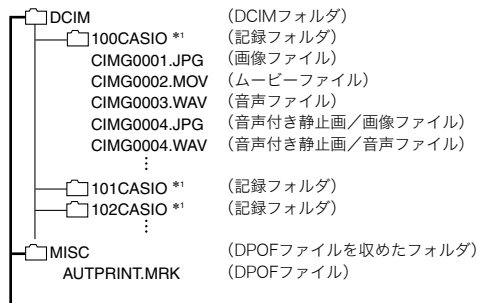 DCIM （DCIMフォルダ）
100CASIO *1 （記録フォルダ）
CIMG0001.JPG （画像ファイル）
CIMG0002.MOV （ムービーファイル）
CIMG0003.WAV （音声ファイル）
CIMG0004.JPG （音声付き静止画／画像ファイル）
CIMG0004.WAV （音声付き静止画／音声ファイル）
⋮
101CASIO *1 （記録フォルダ）
102CASIO *1 （記録フォルダ）
⋮
MISC （DPOFファイルを収めたフォルダ）
AUTPRINT.MRK （DPOFファイル）